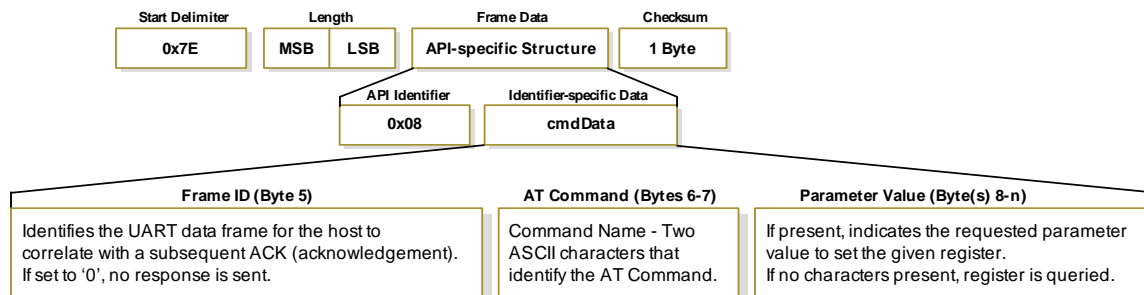 Start Delimiter Length Frame Data Checksum
0x7E MSB LSB API-specific Structure 1 Byte
API Identifier Identifier-specific Data
0x08 cmdData
Frame ID (Byte 5) AT Command (Bytes 6-7) Parameter Value (Byte(s) 8-n)
Identifies the UART data frame for the host to
correlate with a subsequent ACK (acknowledgement).
If set to ‘0’, no response is sent.
Command Name - Two
ASCII characters that
identify the AT Command.
If present, indicates the requested parameter
value to set the given register.
If no characters present, register is queried.